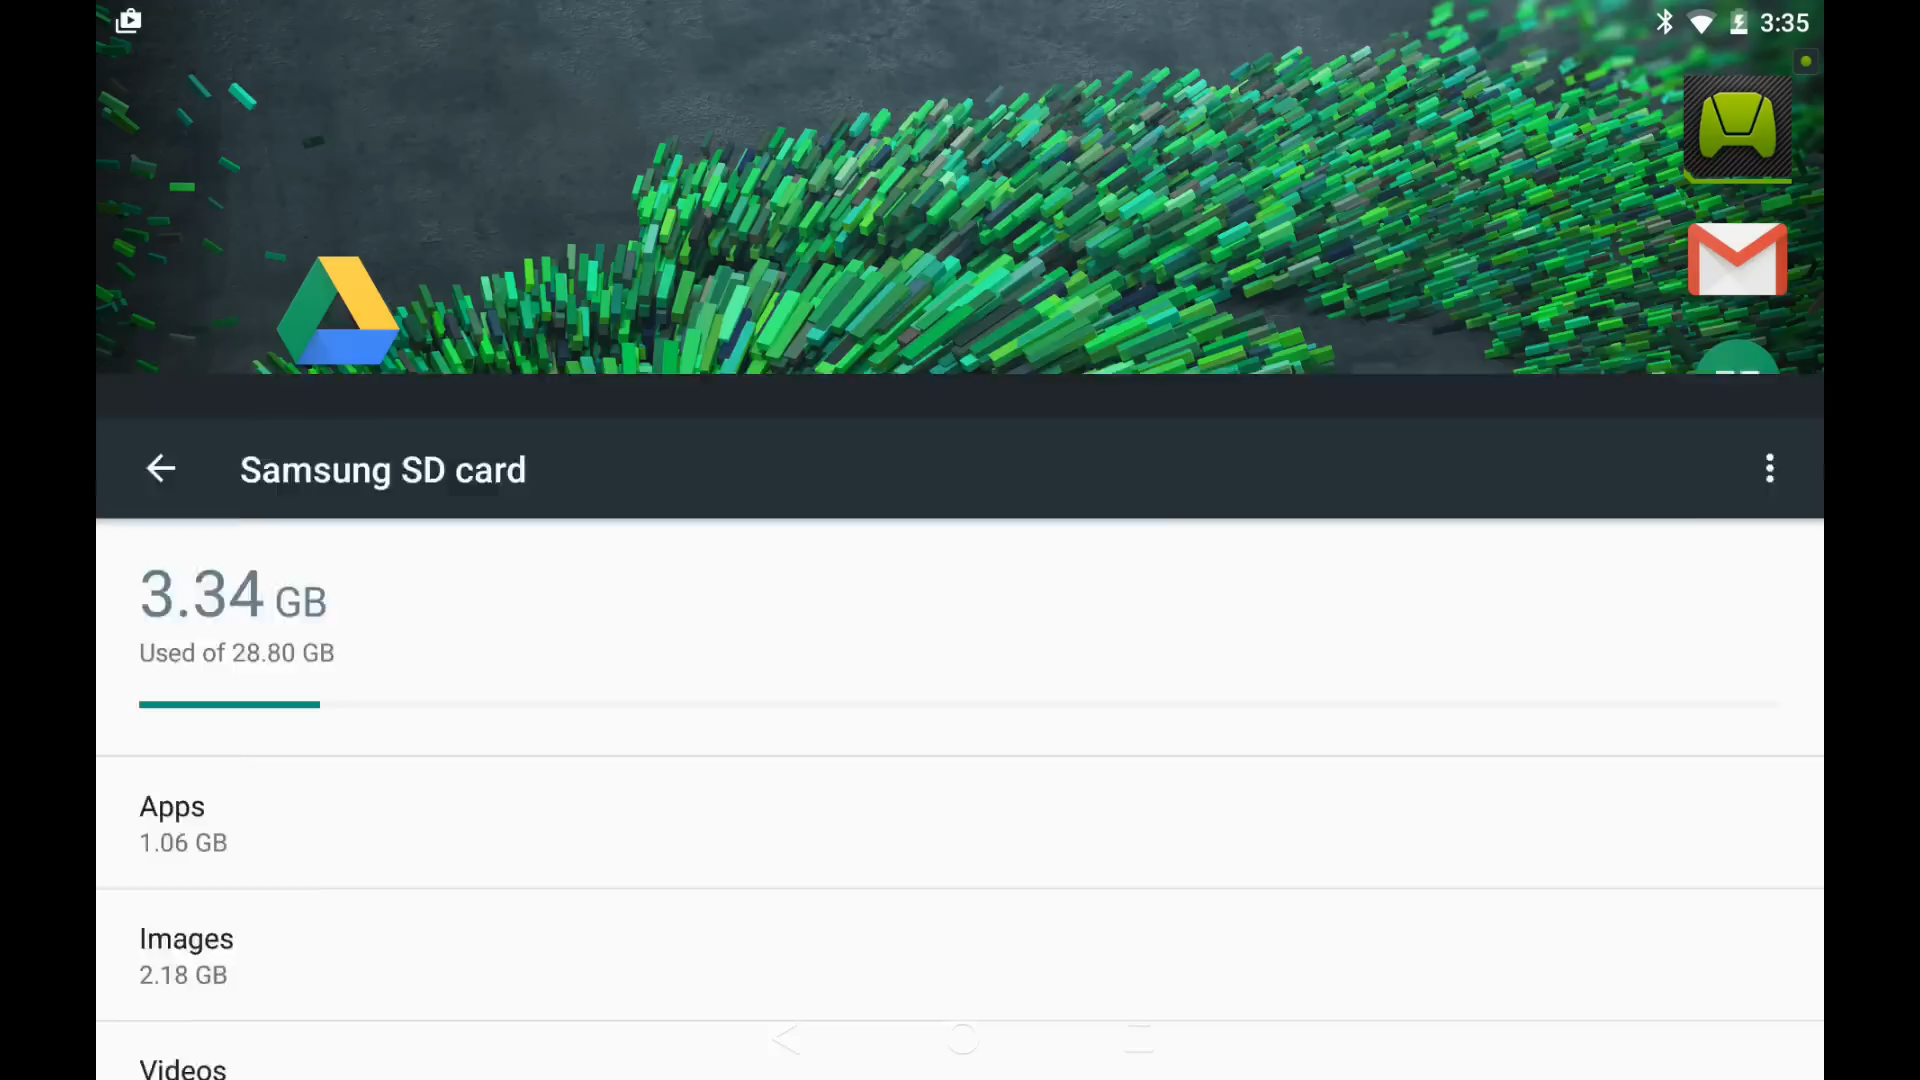 3:35
Samsung SD card
3.34 GB
Used of 28.80 GB
Apps
1.06 GB
Images
2.18 GB
Videos